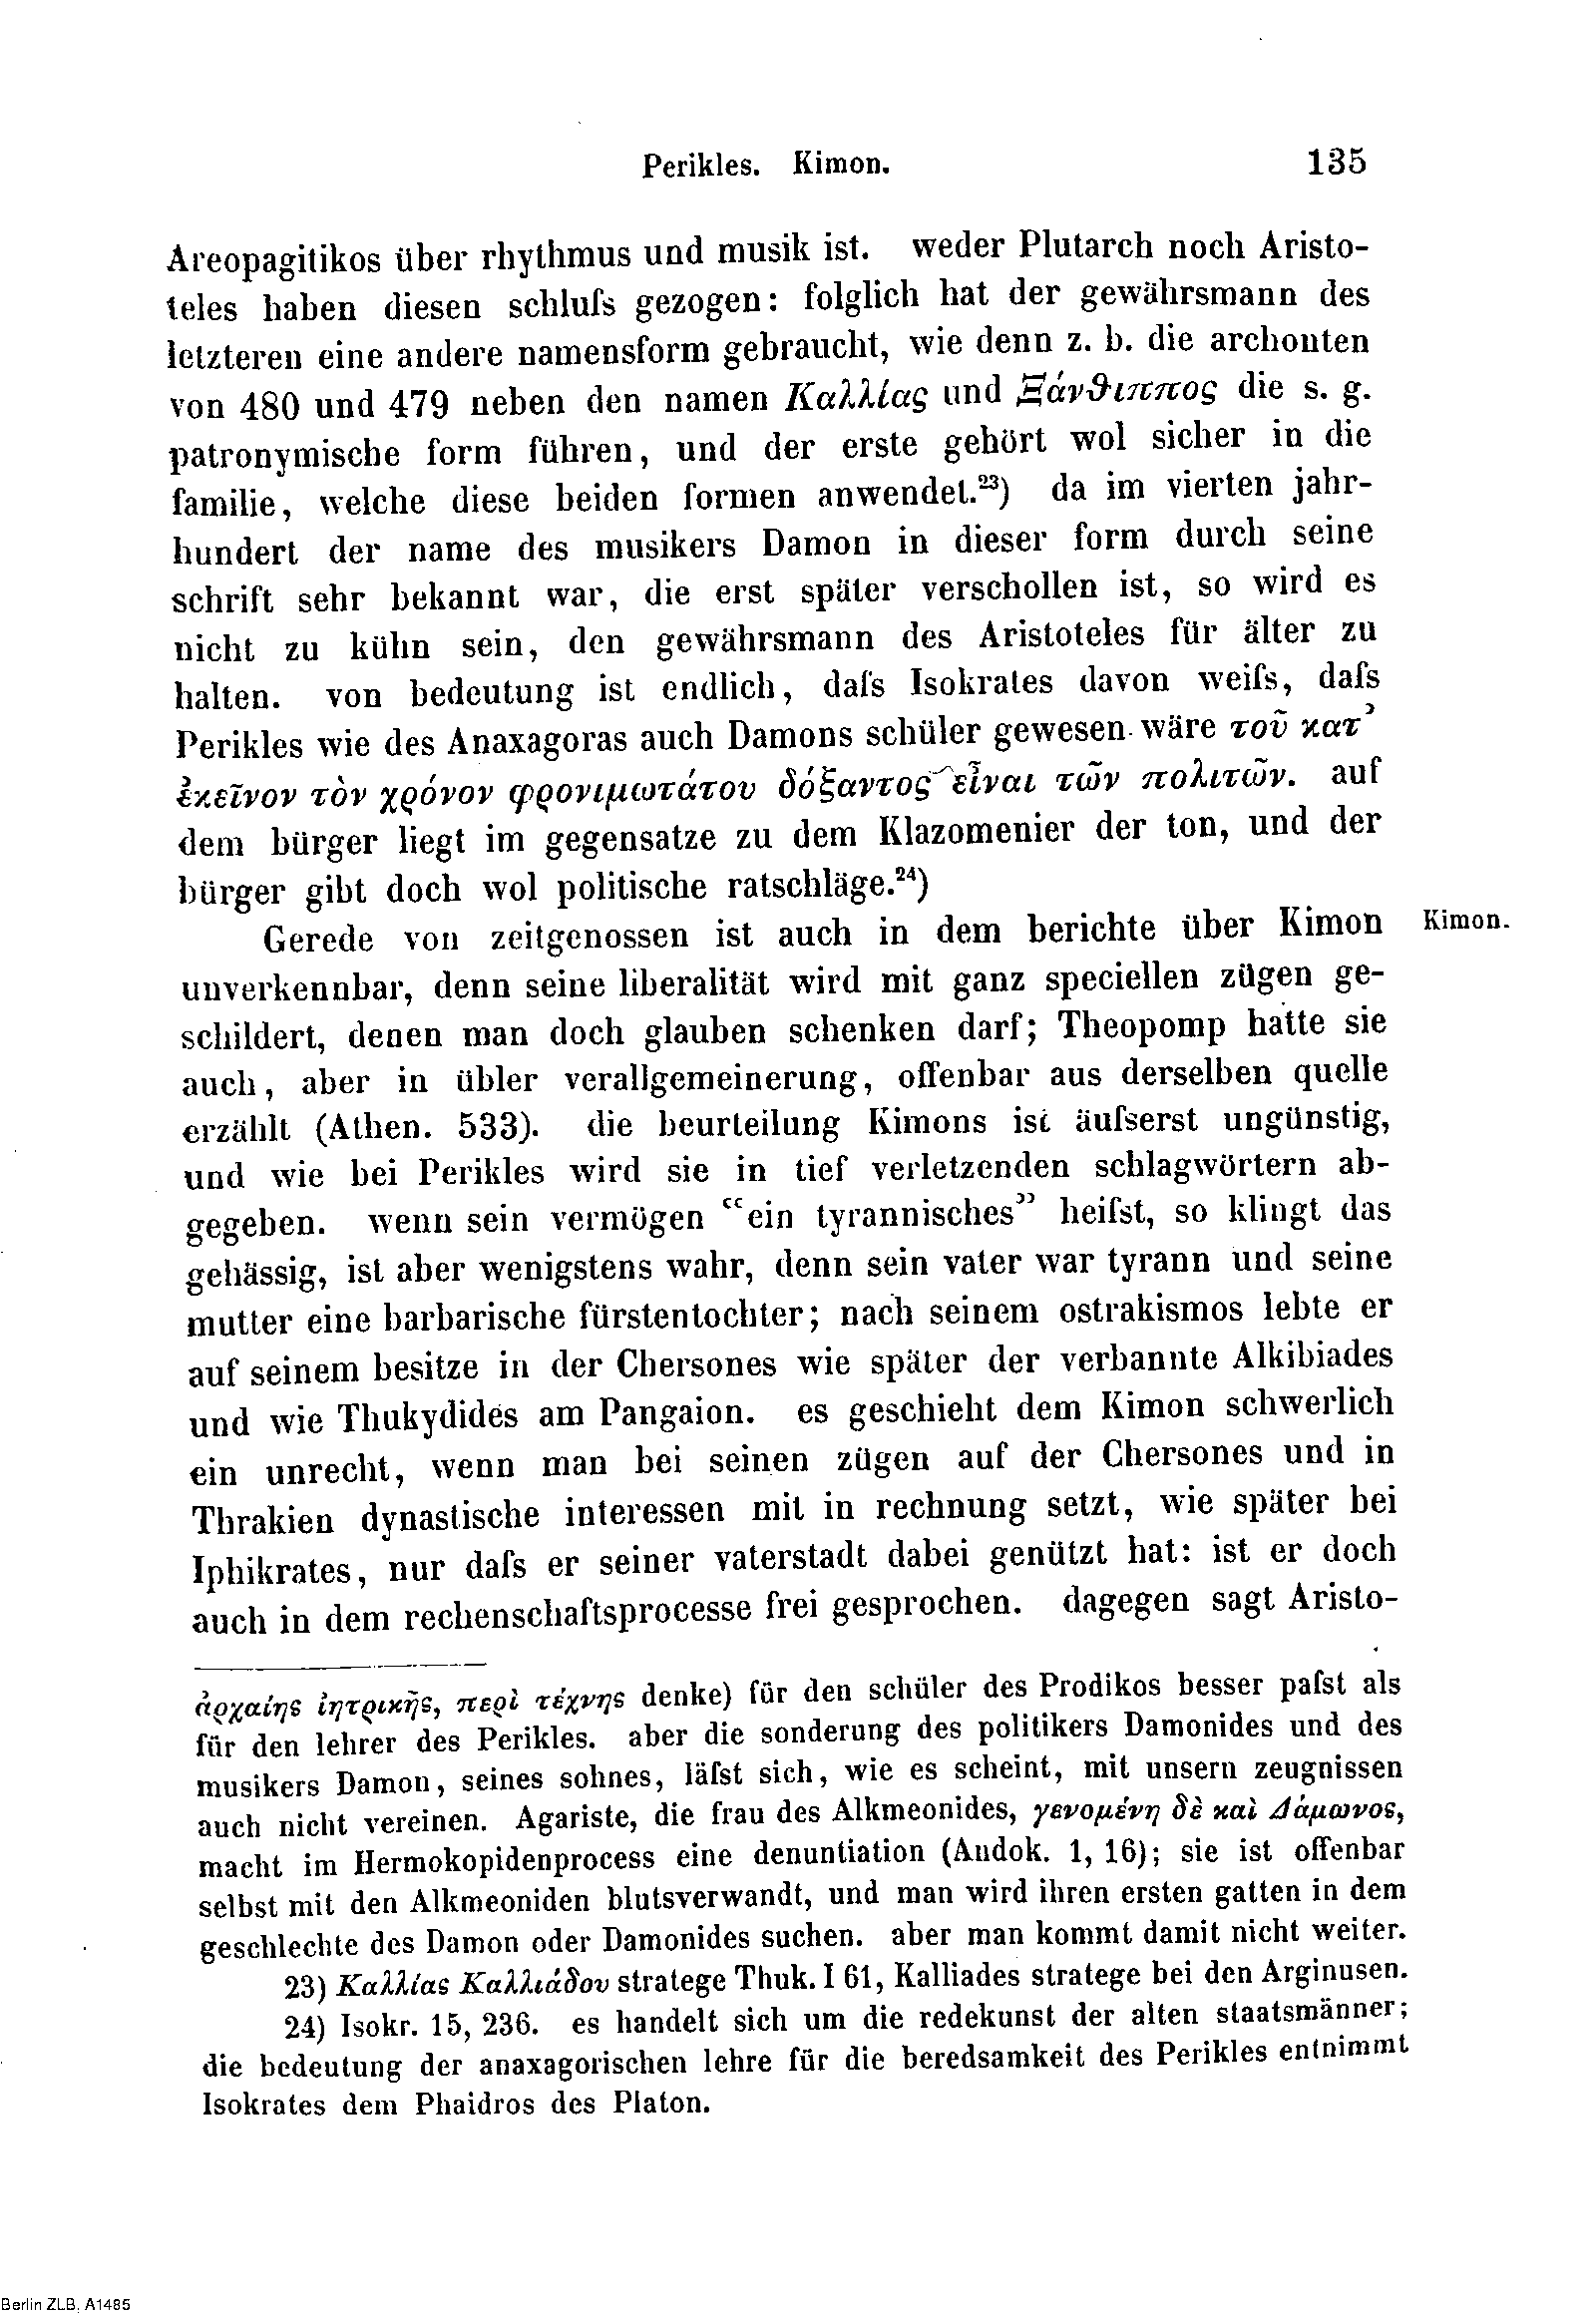 Perikles. Kimon. 135
Areopagitikos über rhythmus und musik ist. weder Plutarch noch Aristo-
teles haben diesen schluſs gezogen: folglich hat der gewährsmann des
letzteren eine andere namensform gebraucht, wie denn z. b. die archonten
von 480 und 479 neben den namen Καλλίας und Ξάνϑιππος die s. g.
patronymische form führen, und der erste gehört wol sicher in die
familie, welche diese beiden formen anwendet.²³) da im vierten jahr-
hundert der name des musikers Damon in dieser form durch seine
schrift sehr bekannt war, die erst später verschollen ist, so wird es
nicht zu kühn sein, den gewährsmann des Aristoteles für älter zu
halten. von bedeutung ist endlich, daſs Isokrates davon weiſs, daſs
Perikles wie des Anaxagoras auch Damons schüler gewesen wäre τοῦ κατ᾽
ἐκεῖνον τὸν χρόνον φρονιμωτάτου δόξαντος εἶναι τῶν πολιτῶν. auf
dem bürger liegt im gegensatze zu dem Klazomenier der ton, und der
bürger gibt doch wol politische ratschläge.²⁴)
Gerede von zeitgenossen ist auch in dem berichte über Kimon
Kimon.
unverkennbar, denn seine liberalität wird mit ganz speciellen zügen ge-
schildert, denen man doch glauben schenken darf; Theopomp hatte sie
auch, aber in übler verallgemeinerung, offenbar aus derselben quelle
erzählt (Athen. 533). die beurteilung Kimons ist äuſserst ungünstig,
und wie bei Perikles wird sie in tief verletzenden schlagwörtern ab-
gegeben. wenn sein vermögen “ein tyrannisches” heiſst, so klingt das
gehässig, ist aber wenigstens wahr, denn sein vater war tyrann und seine
mutter eine barbarische fürstentochter; nach seinem ostrakismos lebte er
auf seinem besitze in der Chersones wie später der verbannte Alkibiades
und wie Thukydides am Pangaion. es geschieht dem Kimon schwerlich
ein unrecht, wenn man bei seinen zügen auf der Chersones und in
Thrakien dynastische interessen mit in rechnung setzt, wie später bei
Iphikrates, nur daſs er seiner vaterstadt dabei genützt hat: ist er doch
auch in dem rechenschaftsprocesse frei gesprochen. dagegen sagt Aristo-
ἀρχαίης ἰητρικῆς, περὶ τέχνης denke) für den schüler des Prodikos besser paſst als
für den lehrer des Perikles. aber die sonderung des politikers Damonides und des
musikers Damon, seines sohnes, läſst sich, wie es scheint, mit unsern zeugnissen
auch nicht vereinen. Agariste, die frau des Alkmeonides, γενομένη δὲ καὶ Δάμωνος,
macht im Hermokopidenprocess eine denuntiation (Andok. 1, 16); sie ist offenbar
selbst mit den Alkmeoniden blutsverwandt, und man wird ihren ersten gatten in dem
geschlechte des Damon oder Damonides suchen. aber man kommt damit nicht weiter.
23) Καλλίας Καλλιάδου stratege Thuk. I 61, Kalliades stratege bei den Arginusen.
24) Isokr. 15, 236. es handelt sich um die redekunst der alten staatsmänner;
die bedeutung der anaxagorischen lehre für die beredsamkeit des Perikles entnimmt
Isokrates dem Phaidros des Platon.
Berlin ZLB, A1485